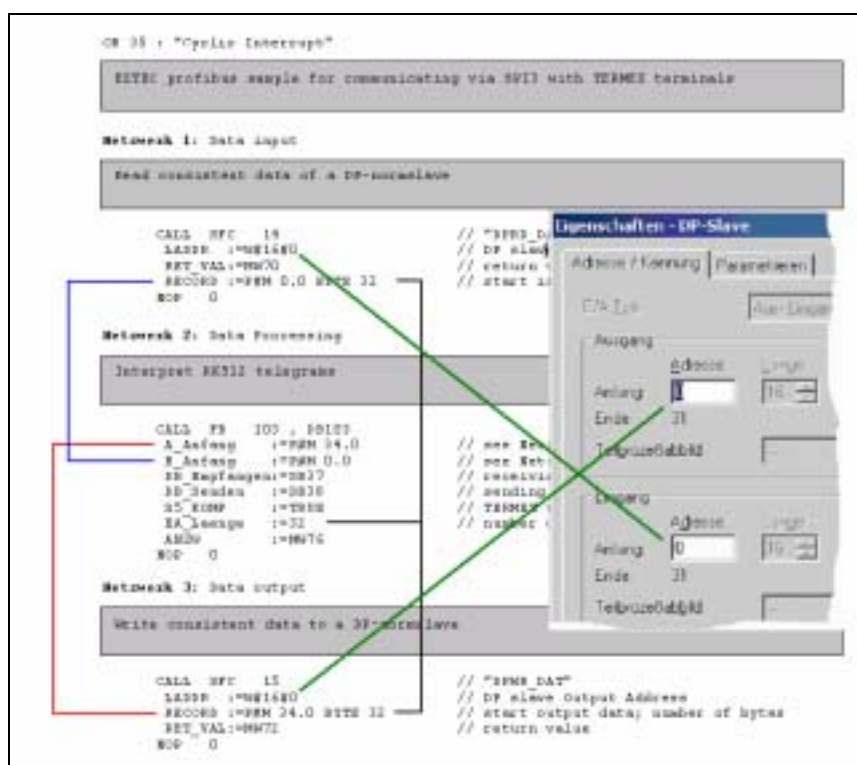 OB 35 : "Cyclic Interrupt"
profibus sample for communicating via with TERMEX terminals
Netzwerk 1: Data input
Read consistent data of a DP-normslave
CALL SFC 14 // "DPRD_DA
LADDR :=W#16#0 // DP slav
RET_VAL:=MW70 // return v
RECORD :=P#M 0.0 BYTE 32 // start i
NOP 0
Netzwerk 2: Data Processing
Interpret RK512 telegrams
CALL FB 103 , DB103
A_Anfang :=P#M 34.0 // see Net
E_Anfang :=P#M 0.0 // see Net
DB_Empfangen:=DB37 // receivin
DB_Senden :=DB38 // sending
S5_KOMP :=TRUE // TERMEX
EA_Laenge :=32 // number
ANZW :=MW76
NOP 0
Netzwerk 3: Data output
Write consistent data to a DP-normslave
CALL SFC 15 // "DPWR_DAT"
LADDR :=W#16#0 // DP slave Output Address
RECORD :=P#M 34.0 BYTE 32 // start output data; number of bytes
RET_VAL:=MW72 // return value
NOP 0
Eigenschaften - DP-Slave
Adresse / Kennung Parametrieren
E/A-Typ Aus-Eingan
Ausgang
Adresse Länge
Anfang: 0 16
Ende: 31
Teilprozeßabbild: --
Eingang
Adresse Länge
Anfang: 0 16
Ende: 31
Teilprozeßabbild: --